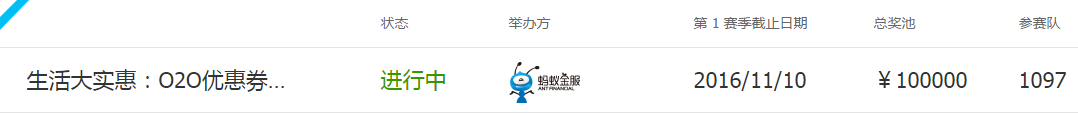 状态 举办方 第 1 赛季截止日期 总奖池 参赛队
生活大实惠：O2O优惠券... 进行中 蚂蚁金服 ANT FINANCIAL 2016/11/10 ￥100000 1097